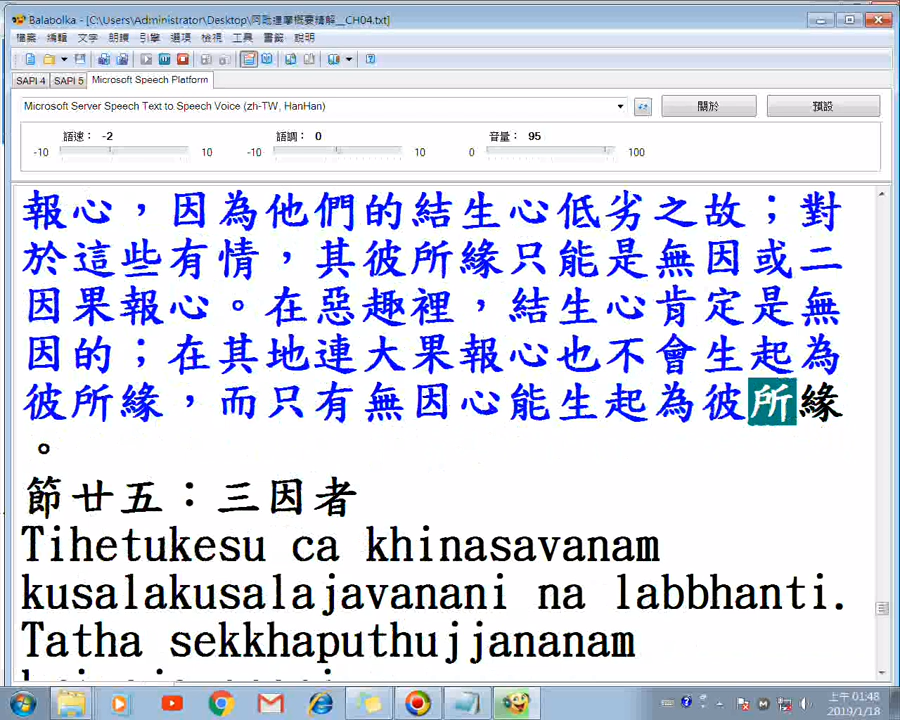 Balabolka - [C:\Users\Administrator\Desktop\阿毗達摩概要精解__CH04.txt]
檔案 編輯 文字 朗讀 引擎 選項 檢視 工具 書籤 說明
SAPI 4 SAPI 5 Microsoft Speech Platform
Microsoft Server Speech Text to Speech Voice (zh-TW, HanHan) 關於 預設
語速： -2 語調： 0 音量： 95
-10 10 -10 10 0 100
報心，因為他們的結生心低劣之故；對
於這些有情，其彼所緣只能是無因或二
因果報心。在惡趣裡，結生心肯定是無
因的；在其地連大果報心也不會生起為
彼所緣，而只有無因心能生起為彼所緣
。
節廿五：三因者
Tihetukesu ca khinasavanam
kusalakusalajavanani na labbhanti.
Tatha sekkhaputhujjananam
上午 01:48
2019/1/18